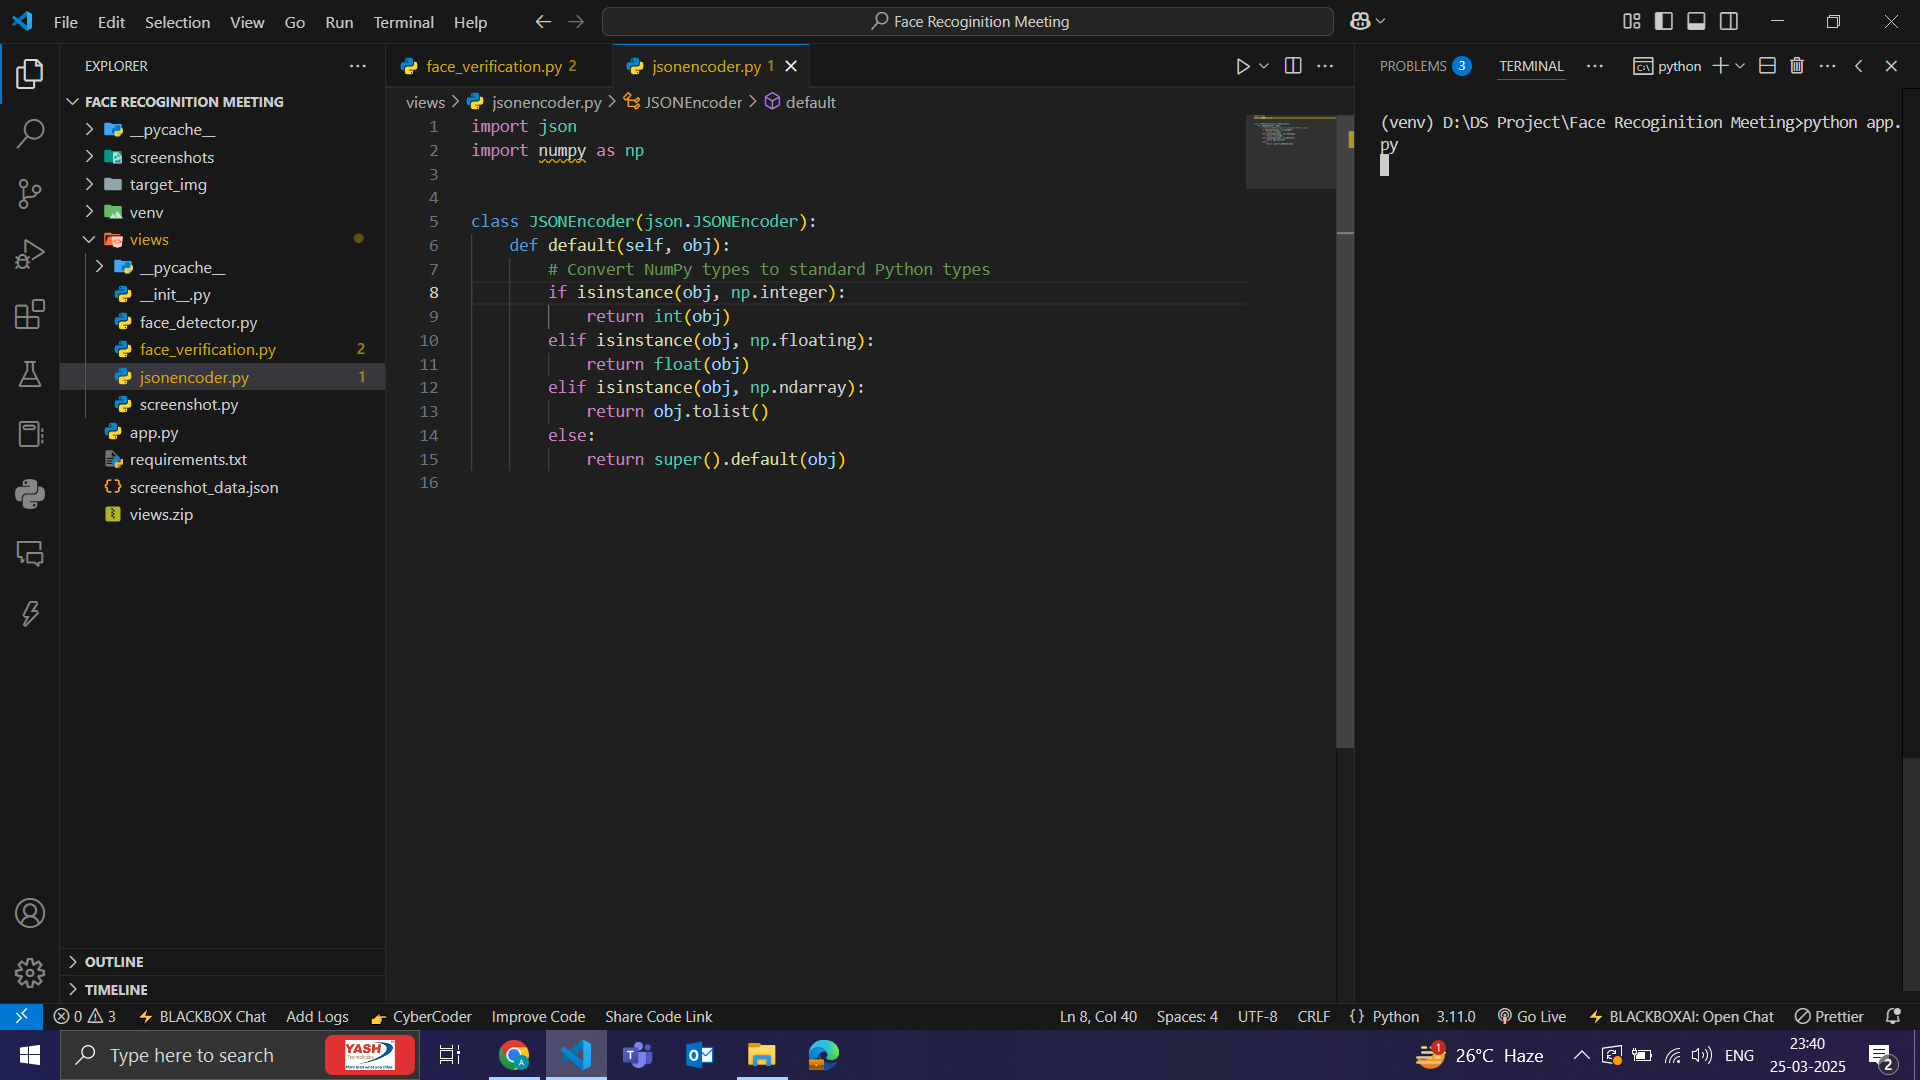 File Edit Selection View Go Run Terminal Help
Face Recoginition Meeting
EXPLORER
FACE RECOGINITION MEETING
__pycache__
screenshots
target_img
venv
views
__pycache__
__init__.py
face_detector.py
face_verification.py 2
jsonencoder.py 1
screenshot.py
app.py
requirements.txt
screenshot_data.json
views.zip
OUTLINE
TIMELINE
face_verification.py 2
jsonencoder.py 1
views > jsonencoder.py > JSONEncoder > default
1 import json
2 import numpy as np
3
4
5 class JSONEncoder(json.JSONEncoder):
6 def default(self, obj):
7 # Convert NumPy types to standard Python types
8 if isinstance(obj, np.integer):
9 return int(obj)
10 elif isinstance(obj, np.floating):
11 return float(obj)
12 elif isinstance(obj, np.ndarray):
13 return obj.tolist()
14 else:
15 return super().default(obj)
16
PROBLEMS 3 TERMINAL python
(venv) D:\DS Project\Face Recoginition Meeting>python app.
py
0 3 BLACKBOX Chat Add Logs CyberCoder Improve Code Share Code Link
Ln 8, Col 40 Spaces: 4 UTF-8 CRLF {} Python 3.11.0 Go Live BLACKBOXAI: Open Chat Prettier
Type here to search
YASH
Technologies
1
26°C Haze
ENG
23:40
25-03-2025
2